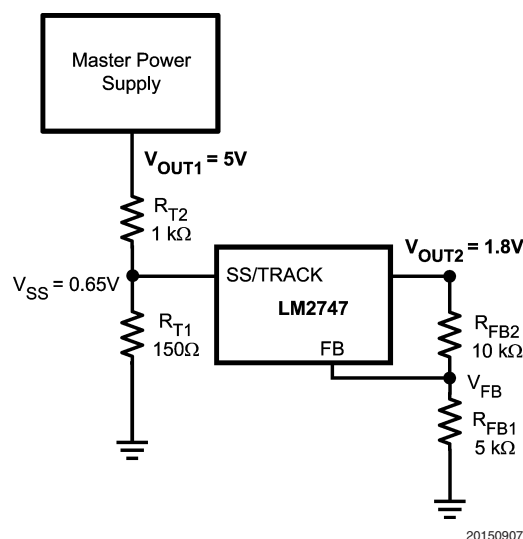 Master Power
Supply
VOUT1 = 5V
RT2
1 kΩ
VOUT2 = 1.8V
VSS = 0.65V
SS/TRACK
LM2747
RT1
150Ω
FB
RFB2
10 kΩ
VFB
RFB1
5 kΩ
20150907